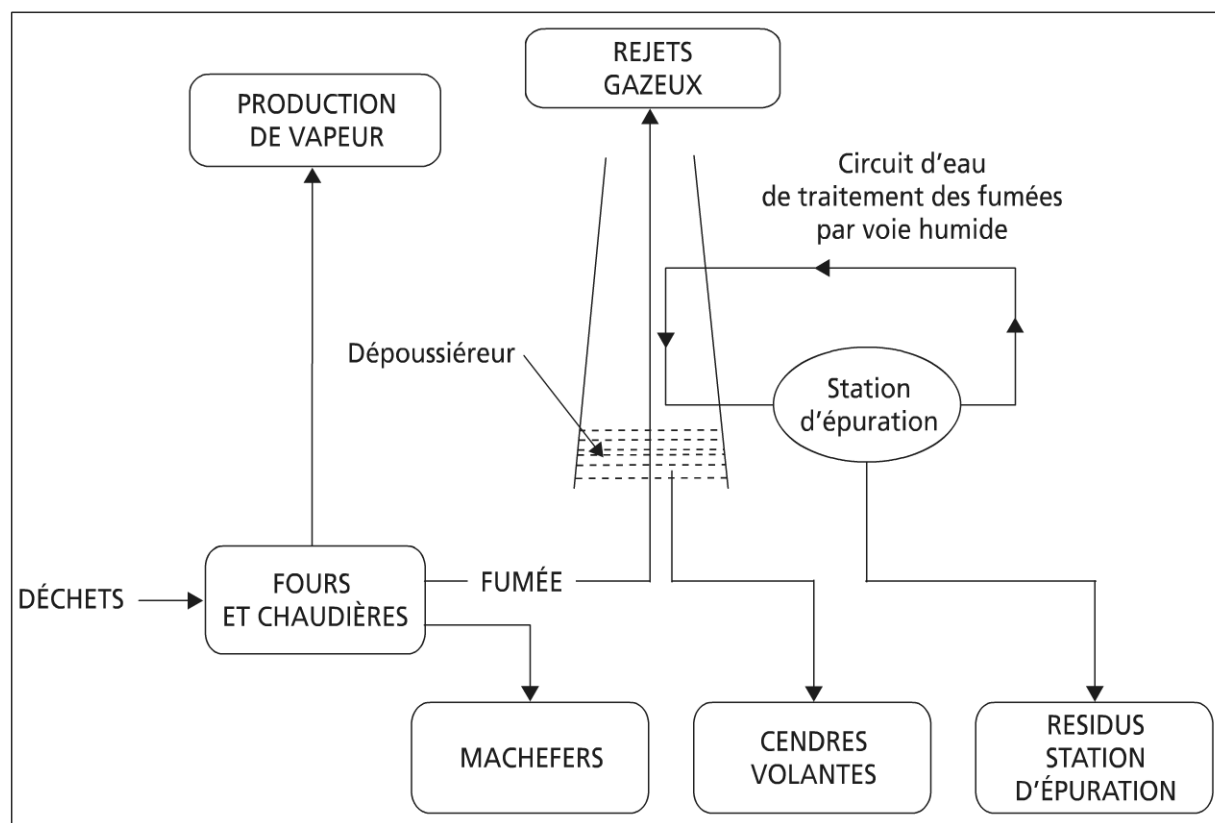 REJETS
GAZEUX
PRODUCTION
DE VAPEUR
Circuit d'eau
de traitement des fumées
par voie humide
Dépoussiéreur
Station
d'épuration
DÉCHETS
FOURS
ET CHAUDIÈRES
FUMÉE
MACHEFERS
CENDRES
VOLANTES
RESIDUS
STATION
D'ÉPURATION